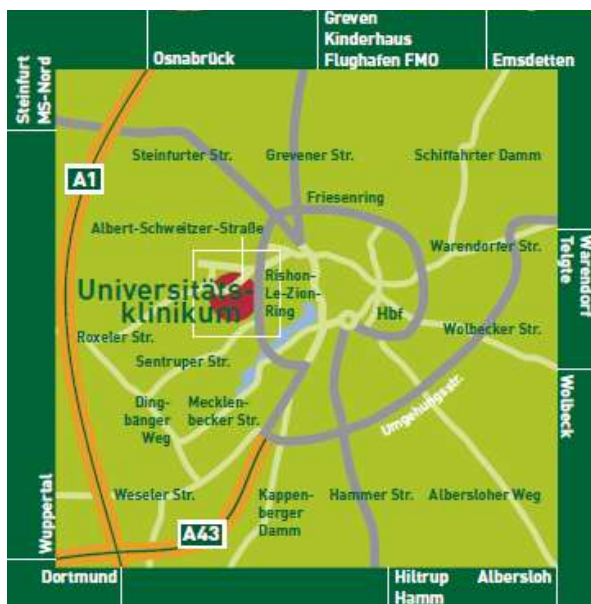 Greven
Kinderhaus
Flughafen FMO
Osnabrück
Emsdetten
Steinfurt
MS-Nord
Steinfurter Str.
Grevener Str.
Schiffahrter Damm
A1
Friesenring
Albert-Schweitzer-Straße
Warendorfer Str.
Warendorf
Telgte
Rishon-
Le-Zion-
Ring
Universitäts-
klinikum
Hbf
Roxeler Str.
Wolbecker Str.
Sentruper Str.
Wolbeck
Ding-
bänger
Weg
Mecklen-
becker Str.
Umgehungsstr.
Weseler Str.
Kappen-
berger
Damm
Hammer Str.
Albersloher Weg
A43
Wuppertal
Dortmund
Hiltrup
Hamm
Albersloh